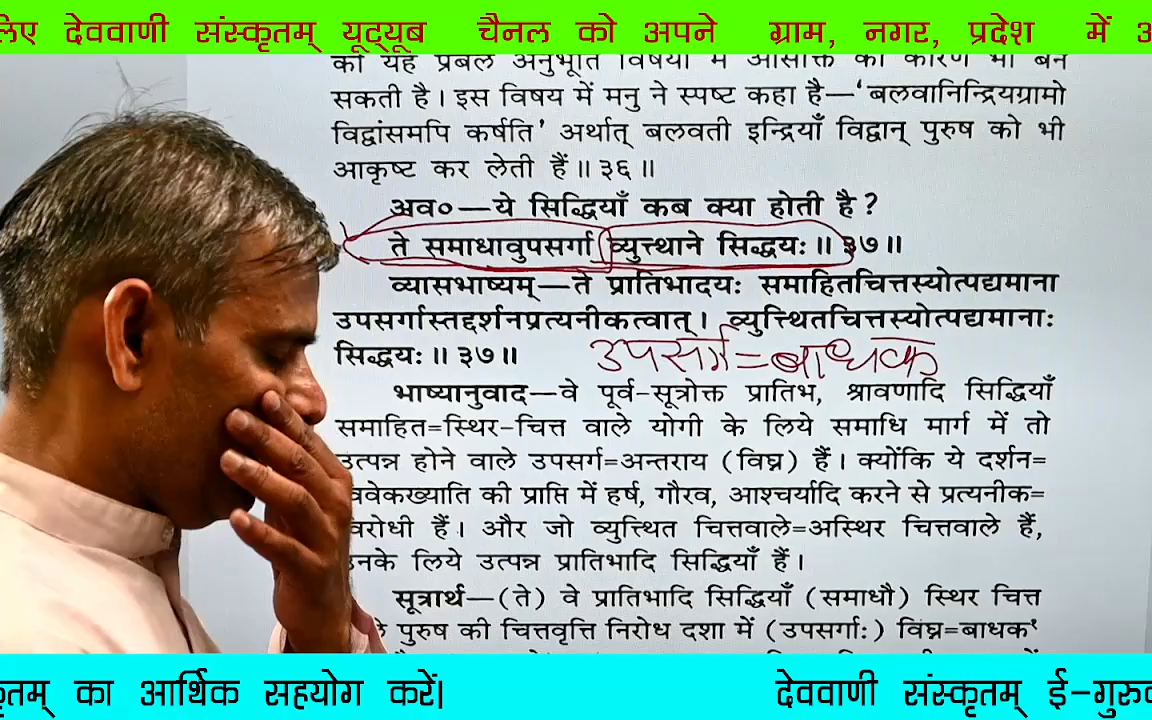 लिए देववाणी संस्कृतम् यूट्यूब चैनल को अपने ग्राम, नगर, प्रदेश में
की यह प्रबल अनुभूति विषयों में आसक्ति का कारण भी बन
सकती है। इस विषय में मनु ने स्पष्ट कहा है—‘बलवानिन्द्रियग्रामो
विद्वांसमपि कर्षति’ अर्थात् बलवती इन्द्रियाँ विद्वान् पुरुष को भी
आकृष्ट कर लेती हैं॥३६॥
अव०—ये सिद्धियाँ कब क्या होती है?
ते समाधावुपसर्गा व्युत्त्थाने सिद्धयः॥३७॥
व्यासभाष्यम्—ते प्रातिभादयः समाहितचित्तस्योत्पद्यमाना
उपसर्गास्तद्दर्शनप्रत्यनीकत्वात्। व्युत्त्थितचित्तस्योत्पद्यमानाः
सिद्धयः॥३७॥ उपसर्ग=बाधक
भाष्यानुवाद—वे पूर्व-सूत्रोक्त प्रातिभ, श्रावणादि सिद्धियाँ
समाहित=स्थिर-चित्त वाले योगी के लिये समाधि मार्ग में तो
उत्पन्न होने वाले उपसर्ग=अन्तराय (विघ्न) हैं। क्योंकि ये दर्शन=
वेकख्याति की प्राप्ति में हर्ष, गौरव, आश्चर्यादि करने से प्रत्यनीक=
विरोधी हैं। और जो व्युत्त्थित चित्तवाले=अस्थिर चित्तवाले हैं,
उनके लिये उत्पन्न प्रातिभादि सिद्धियाँ हैं।
सूत्रार्थ—(ते) वे प्रातिभादि सिद्धियाँ (समाधौ) स्थिर चित्त
पुरुष की चित्तवृत्ति निरोध दशा में (उपसर्गाः) विघ्न=बाधक
कृतम् का आर्थिक सहयोग करें। देववाणी संस्कृतम् ई-गुरु